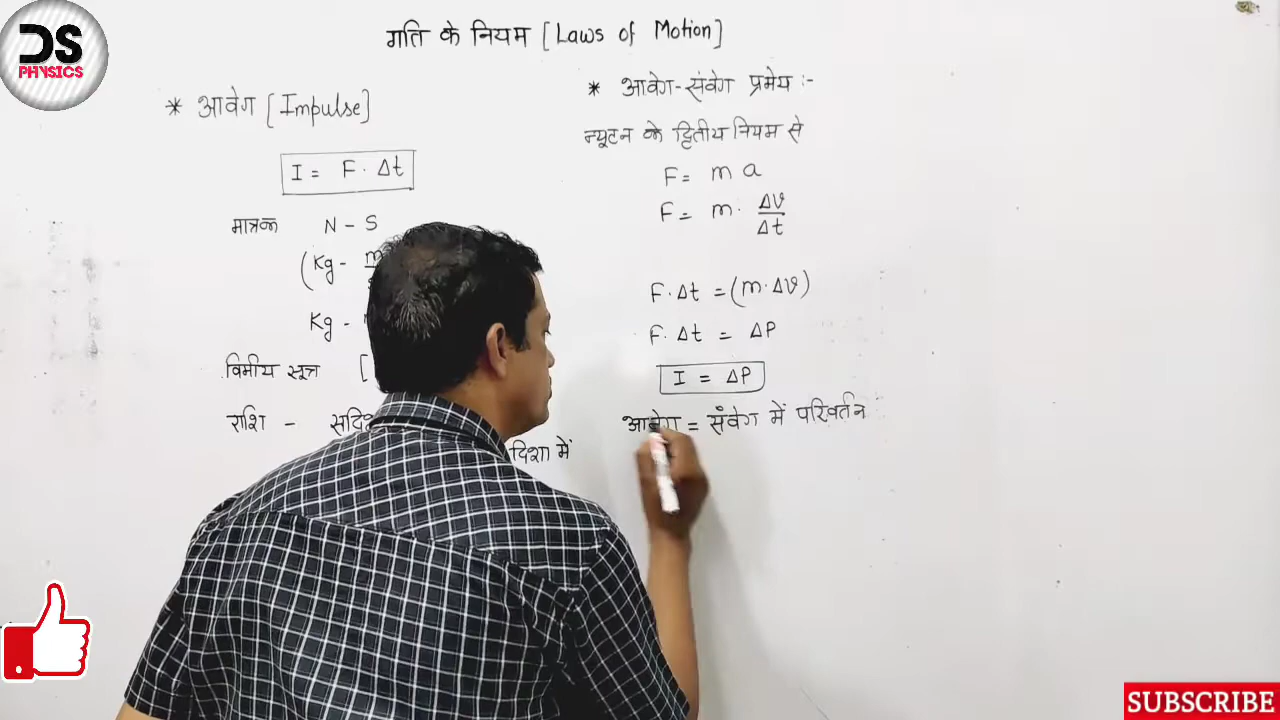 DS
PHYSICS
गति के नियम [Laws of Motion]
* आवेग [Impulse]
I = F · Δt
मात्रक N - S
(Kg -
Kg -
विमीय सूत्र [
राशि -
दिशा में
* आवेग-संवेग प्रमेय :-
न्यूटन के द्वितीय नियम से
F = m a
F = m · Δv/Δt
F · Δt = (m · Δv)
F · Δt = ΔP
I = ΔP
आवेग = संवेग में परिवर्तन
SUBSCRIBE